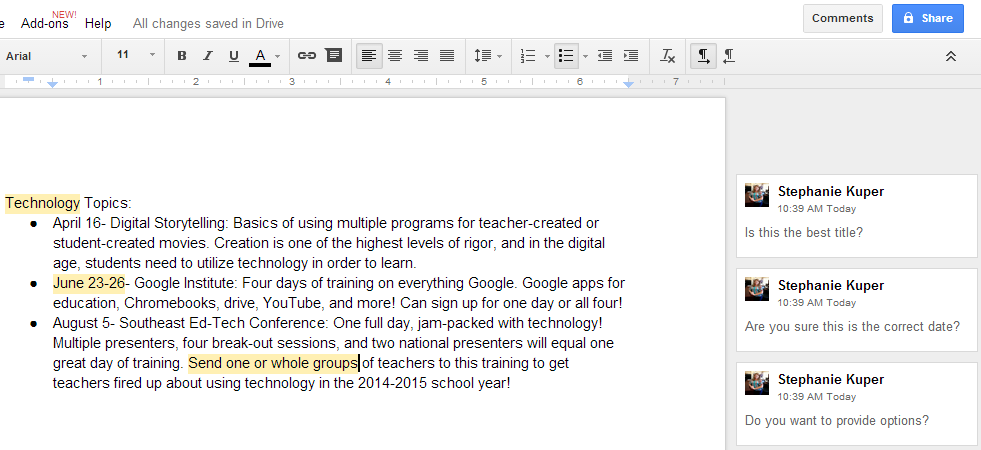 NEW!
e Add-ons Help All changes saved in Drive Comments Share
Arial 11 B I U A
1 2 3 4 5 6 7
Technology Topics:
● April 16- Digital Storytelling: Basics of using multiple programs for teacher-created or
student-created movies. Creation is one of the highest levels of rigor, and in the digital
age, students need to utilize technology in order to learn.
● June 23-26- Google Institute: Four days of training on everything Google. Google apps for
education, Chromebooks, drive, YouTube, and more! Can sign up for one day or all four!
● August 5- Southeast Ed-Tech Conference: One full day, jam-packed with technology!
Multiple presenters, four break-out sessions, and two national presenters will equal one
great day of training. Send one or whole groups of teachers to this training to get
teachers fired up about using technology in the 2014-2015 school year!
Stephanie Kuper
10:39 AM Today
Is this the best title?
Stephanie Kuper
10:39 AM Today
Are you sure this is the correct date?
Stephanie Kuper
10:39 AM Today
Do you want to provide options?